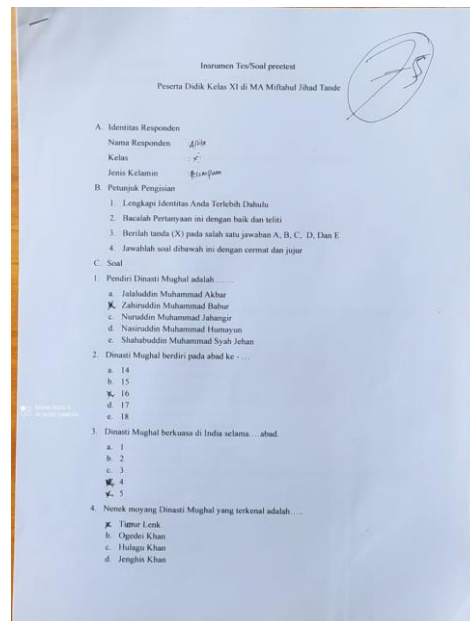 75
Insrumen Tes/Soal preetest
Peserta Didik Kelas XI di MA Miftahul Jihad Tande
A. Identitas Responden
Nama Responden
Kelas :
Jenis Kelamin :
B. Petunjuk Pengisian
1. Lengkapi Identitas Anda Terlebih Dahulu
2. Bacalah Pertanyaan ini dengan baik dan teliti
3. Berilah tanda (X) pada salah satu jawaban A, B, C, D, Dan E
4. Jawablah soal dibawah ini dengan cermat dan jujur
C. Soal
1. Pendiri Dinasti Mughal adalah ......
a. Jalaluddin Muhammad Akbar
Zahiruddin Muhammad Babur
c. Nuruddin Muhammad Jahangir
d. Nasiruddin Muhammad Humayun
e. Shahabuddin Muhammad Syah Jehan
2. Dinasti Mughal berdiri pada abad ke - ....
a. 14
b. 15
16
d. 17
e. 18
3. Dinasti Mughal berkuasa di India selama....abad.
a. 1
b. 2
c. 3
4
5
4. Nenek moyang Dinasti Mughal yang terkenal adalah.....
Timur Lenk
b. Ogedei Khan
c. Hulagu Khan
d. Jenghis Khan